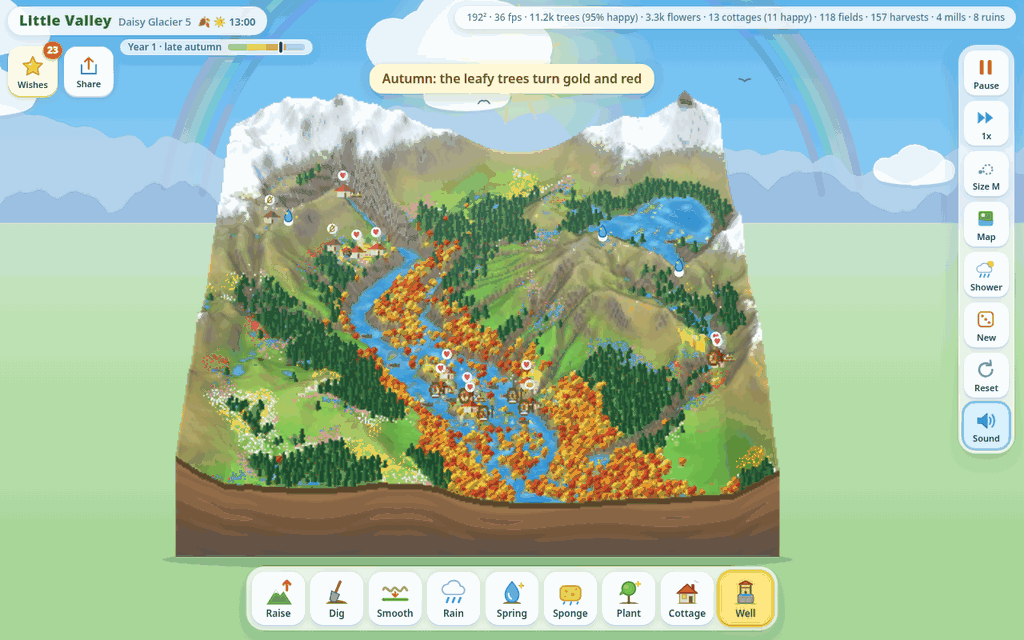 Little Valley Daisy Glacier 5 🍂 ☀️ 13:00
192² · 36 fps · 11.2k trees (95% happy) · 3.3k flowers · 13 cottages (11 happy) · 118 fields · 157 harvests · 4 mills · 8 ruins
Year 1 · late autumn
23
Wishes
Share
Autumn: the leafy trees turn gold and red
Pause
1x
Size M
Map
Shower
New
Reset
Sound
Raise
Dig
Smooth
Rain
Spring
Sponge
Plant
Cottage
Well